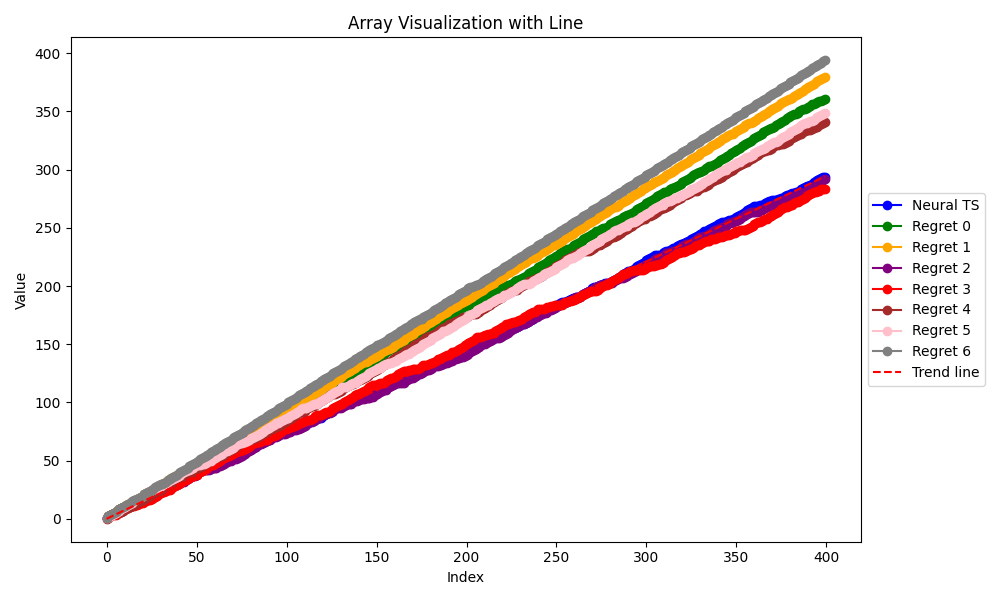 Array Visualization with Line
400
350
300
250
200
150
100
50
0
Value
0 50 100 150 200 250 300 350 400
Index
Neural TS
Regret 0
Regret 1
Regret 2
Regret 3
Regret 4
Regret 5
Regret 6
Trend line